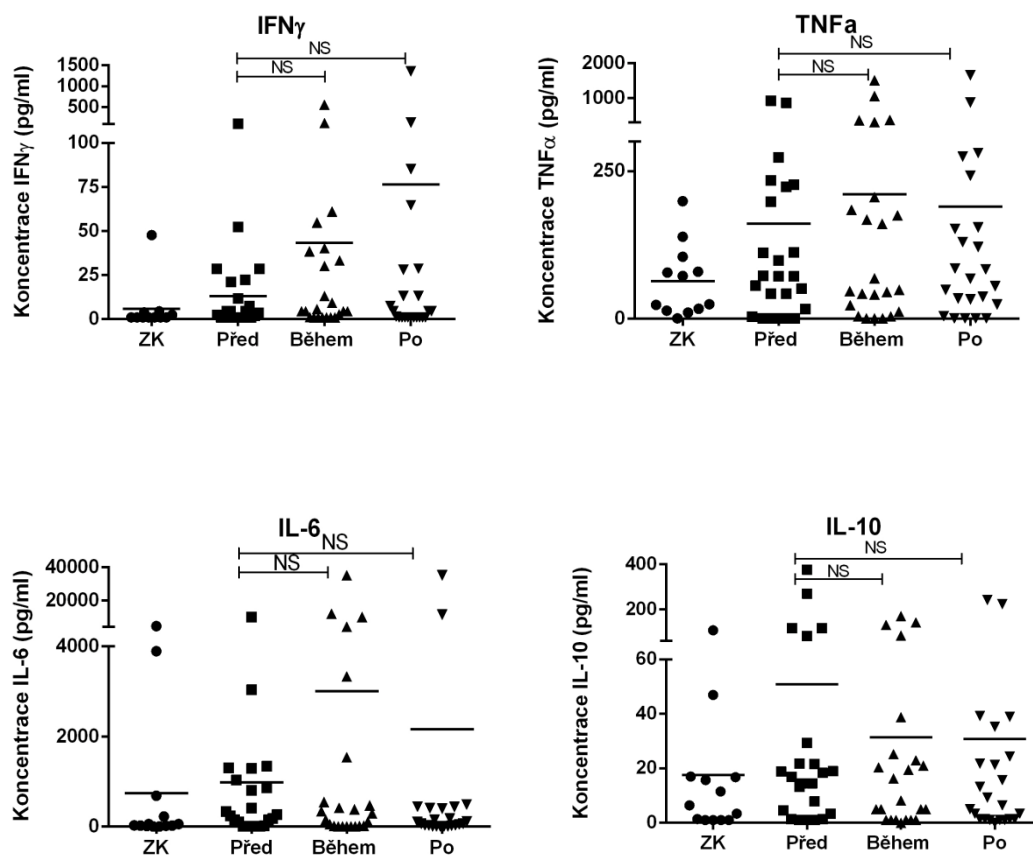 IFNγ
NS
NS
Koncentrace IFNγ (pg/ml)
1500
1000
500
100
75
50
25
0
ZK Před Během Po
TNFa
NS
NS
Koncentrace TNFα (pg/ml)
2000
1000
250
0
ZK Před Během Po
IL-6
NS
NS
Koncentrace IL-6 (pg/ml)
40000
20000
4000
2000
0
ZK Před Během Po
IL-10
NS
NS
Koncentrace IL-10 (pg/ml)
400
200
60
40
20
0
ZK Před Během Po